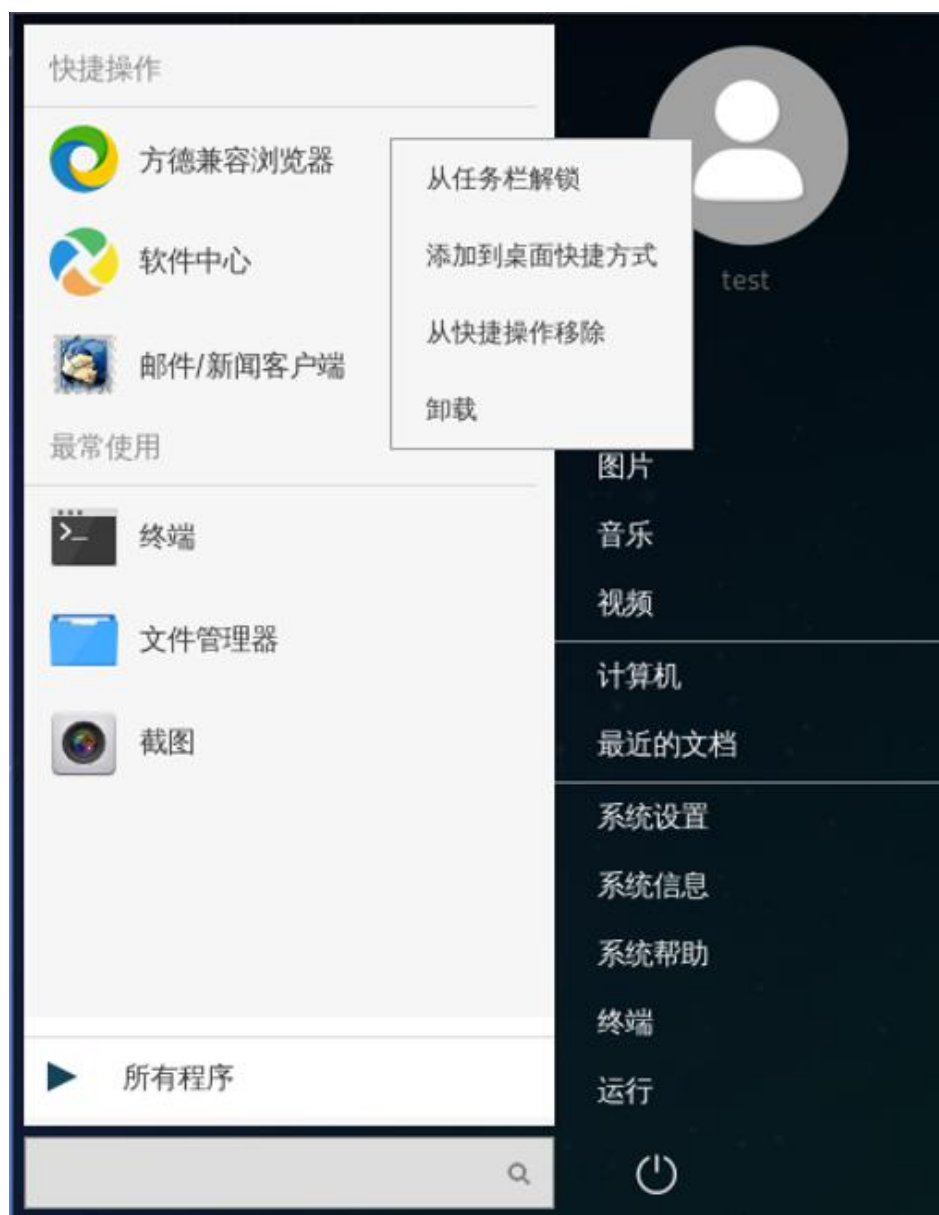 快捷操作
方德兼容浏览器
软件中心
邮件/新闻客户端
从任务栏解锁
添加到桌面快捷方式
从快捷操作移除
卸载
最常使用
终端
文件管理器
截图
所有程序
test
图片
音乐
视频
计算机
最近的文档
系统设置
系统信息
系统帮助
终端
运行